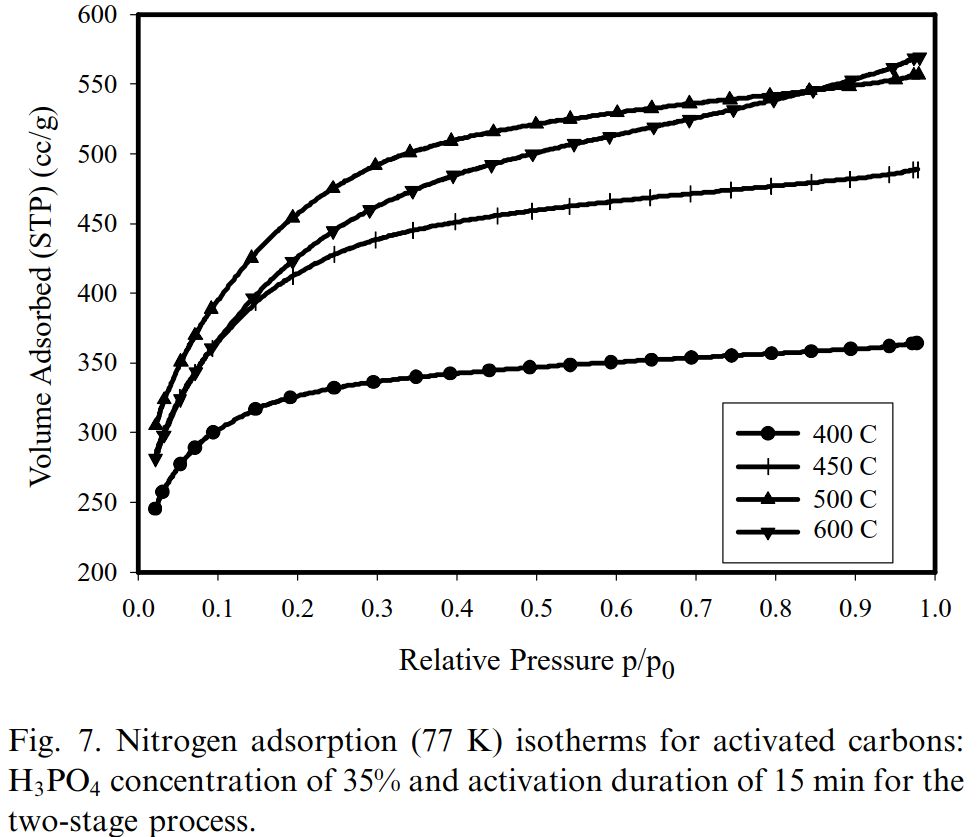 600
550
500
450
400
350
300
250
200
Volume Adsorbed (STP) (cc/g)
400 C
450 C
500 C
600 C
0.0 0.1 0.2 0.3 0.4 0.5 0.6 0.7 0.8 0.9 1.0
Relative Pressure p/p₀
Fig. 7. Nitrogen adsorption (77 K) isotherms for activated carbons:
H₃PO₄ concentration of 35% and activation duration of 15 min for the
two-stage process.